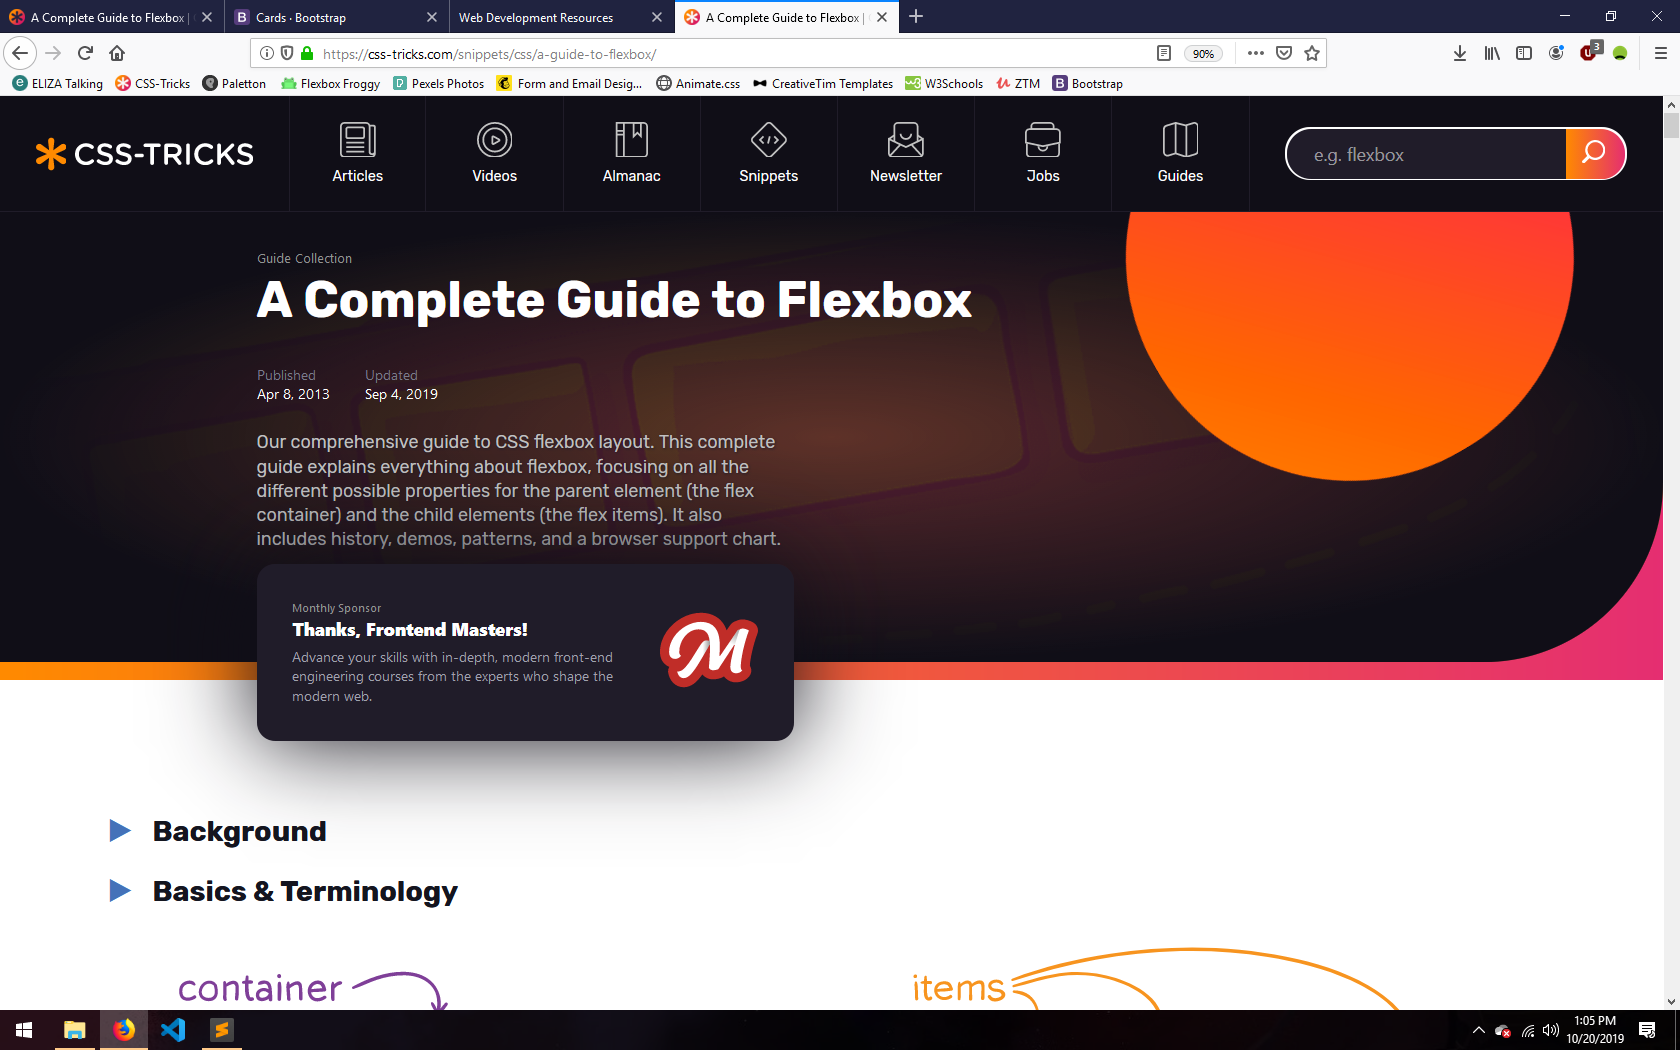 A Complete Guide to Flexbox |
Cards · Bootstrap
Web Development Resources
A Complete Guide to Flexbox |
https://css-tricks.com/snippets/css/a-guide-to-flexbox/
90%
3
ELIZA Talking
CSS-Tricks
Paletton
Flexbox Froggy
Pexels Photos
Form and Email Desig...
Animate.css
CreativeTim Templates
W3Schools
ZTM
Bootstrap
CSS-TRICKS
Articles
Videos
Almanac
Snippets
Newsletter
Jobs
Guides
e.g. flexbox
Guide Collection
A Complete Guide to Flexbox
Published
Updated
Apr 8, 2013
Sep 4, 2019
Our comprehensive guide to CSS flexbox layout. This complete
guide explains everything about flexbox, focusing on all the
different possible properties for the parent element (the flex
container) and the child elements (the flex items). It also
includes history, demos, patterns, and a browser support chart.
Monthly Sponsor
Thanks, Frontend Masters!
Advance your skills with in-depth, modern front-end
engineering courses from the experts who shape the
modern web.
M
Background
Basics & Terminology
container
items
1:05 PM
10/20/2019